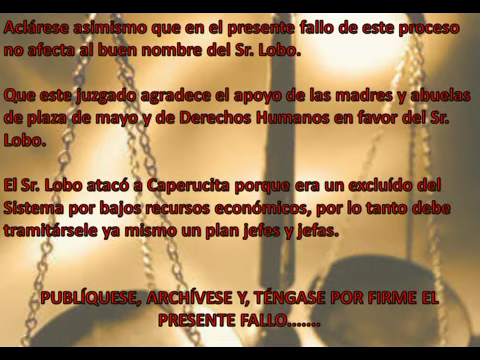 Aclárese asimismo que en el presente fallo de este proceso
no afecta al buen nombre del Sr. Lobo.
Que este juzgado agradece el apoyo de las madres y abuelas
de plaza de mayo y de Derechos Humanos en favor del Sr.
Lobo.
El Sr. Lobo atacó a Caperucita porque era un excluído del
Sistema por bajos recursos económicos, por lo tanto debe
tramitársele ya mismo un plan jefes y jefas.
PUBLÍQUESE, ARCHÍVESE Y, TÉNGASE POR FIRME EL
PRESENTE FALLO.......